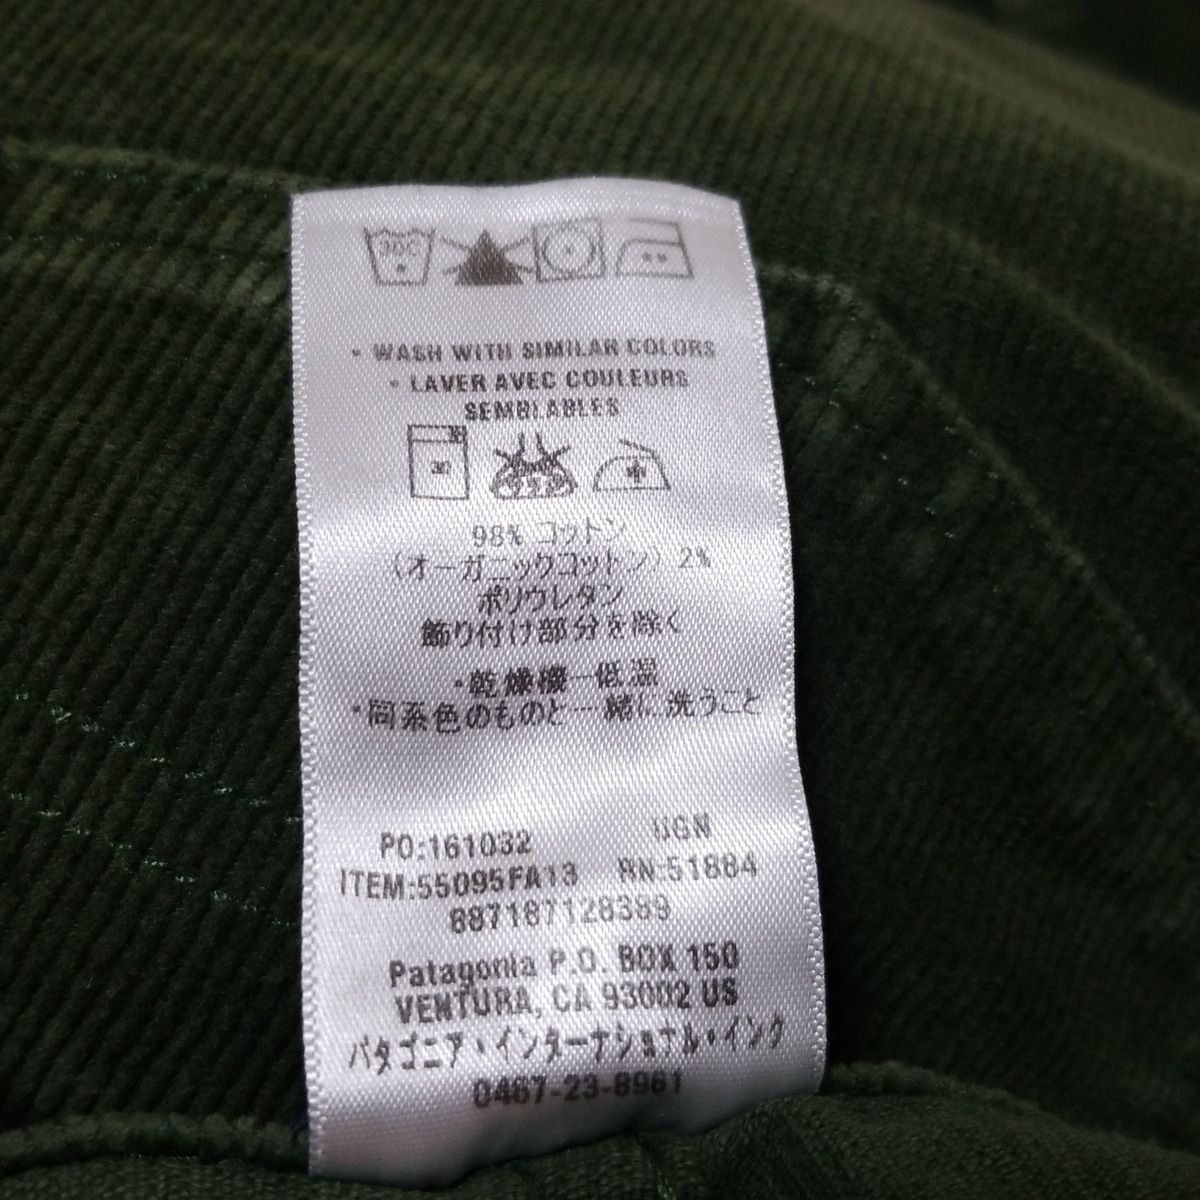 30C
• WASH WITH SIMILAR COLORS
• LAVER AVEC COULEURS
SEMBLABLES
98% コットン
(オーガニックコットン) 2%
ポリウレタン
飾り付け部分を除く
・乾燥機－低温
・同系色のものと一緒に洗うこと
PO:161032 UGN
ITEM:55095FA13 RN:51884
887187128389
Patagonia P.O. BOX 150
VENTURA, CA 93002 US
パタゴニア・インターナショナル・インク
0467-23-8961